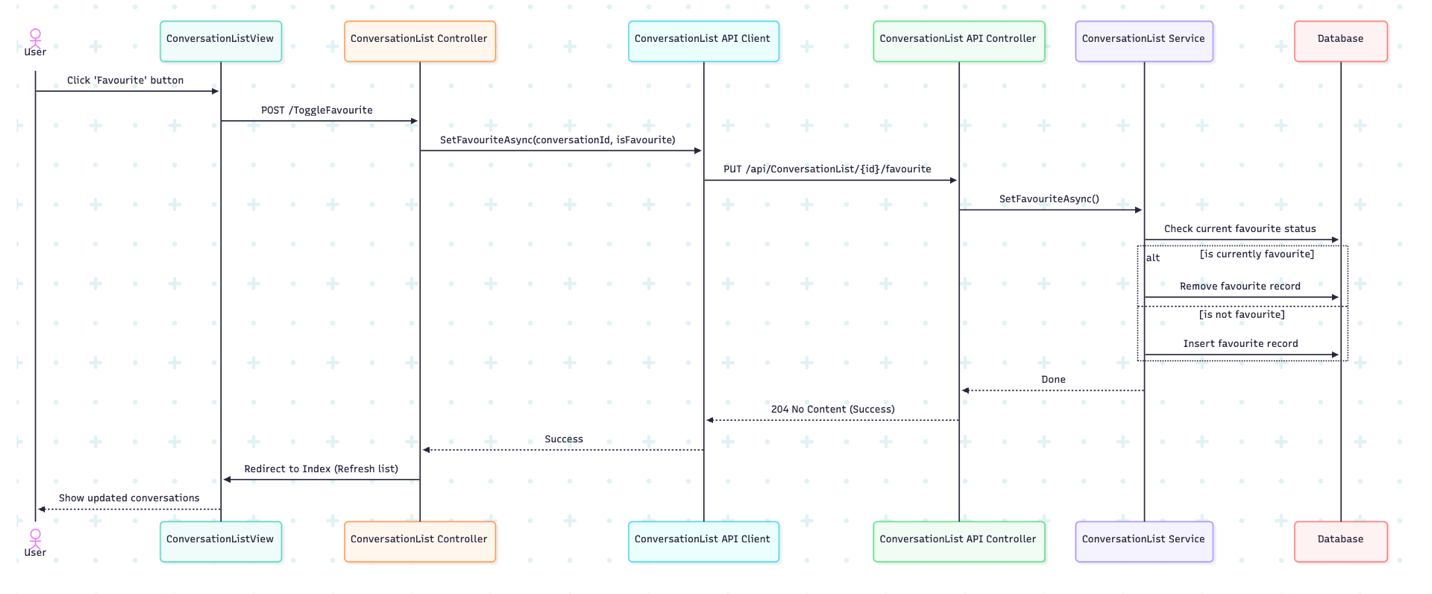 User
ConversationListView
ConversationList Controller
ConversationList API Client
ConversationList API Controller
ConversationList Service
Database
Click 'Favourite' button
POST /ToggleFavourite
SetFavouriteAsync(conversationId, isFavourite)
PUT /api/ConversationList/{id}/favourite
SetFavouriteAsync()
Check current favourite status
alt
[is currently favourite]
Remove favourite record
[is not favourite]
Insert favourite record
Done
204 No Content (Success)
Success
Redirect to Index (Refresh list)
Show updated conversations
User
ConversationListView
ConversationList Controller
ConversationList API Client
ConversationList API Controller
ConversationList Service
Database